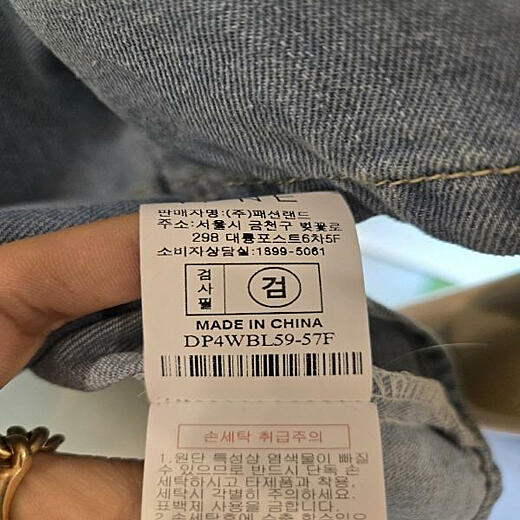 판매자명:(주)패션랜드
주소:서울시 금천구 벚꽃로
298 대륭포스트6차5F
소비자상담실:1899-5061
검사필
검
MADE IN CHINA
DP4WBL59-57F
손세탁 취급주의
1.원단 특성상 염색물이 빠질
수 있으므로 반드시 단독 손
세탁하시고 타제품과 착용,
세탁시 각별히 주의하세요.
표백제 사용을 금합니다.